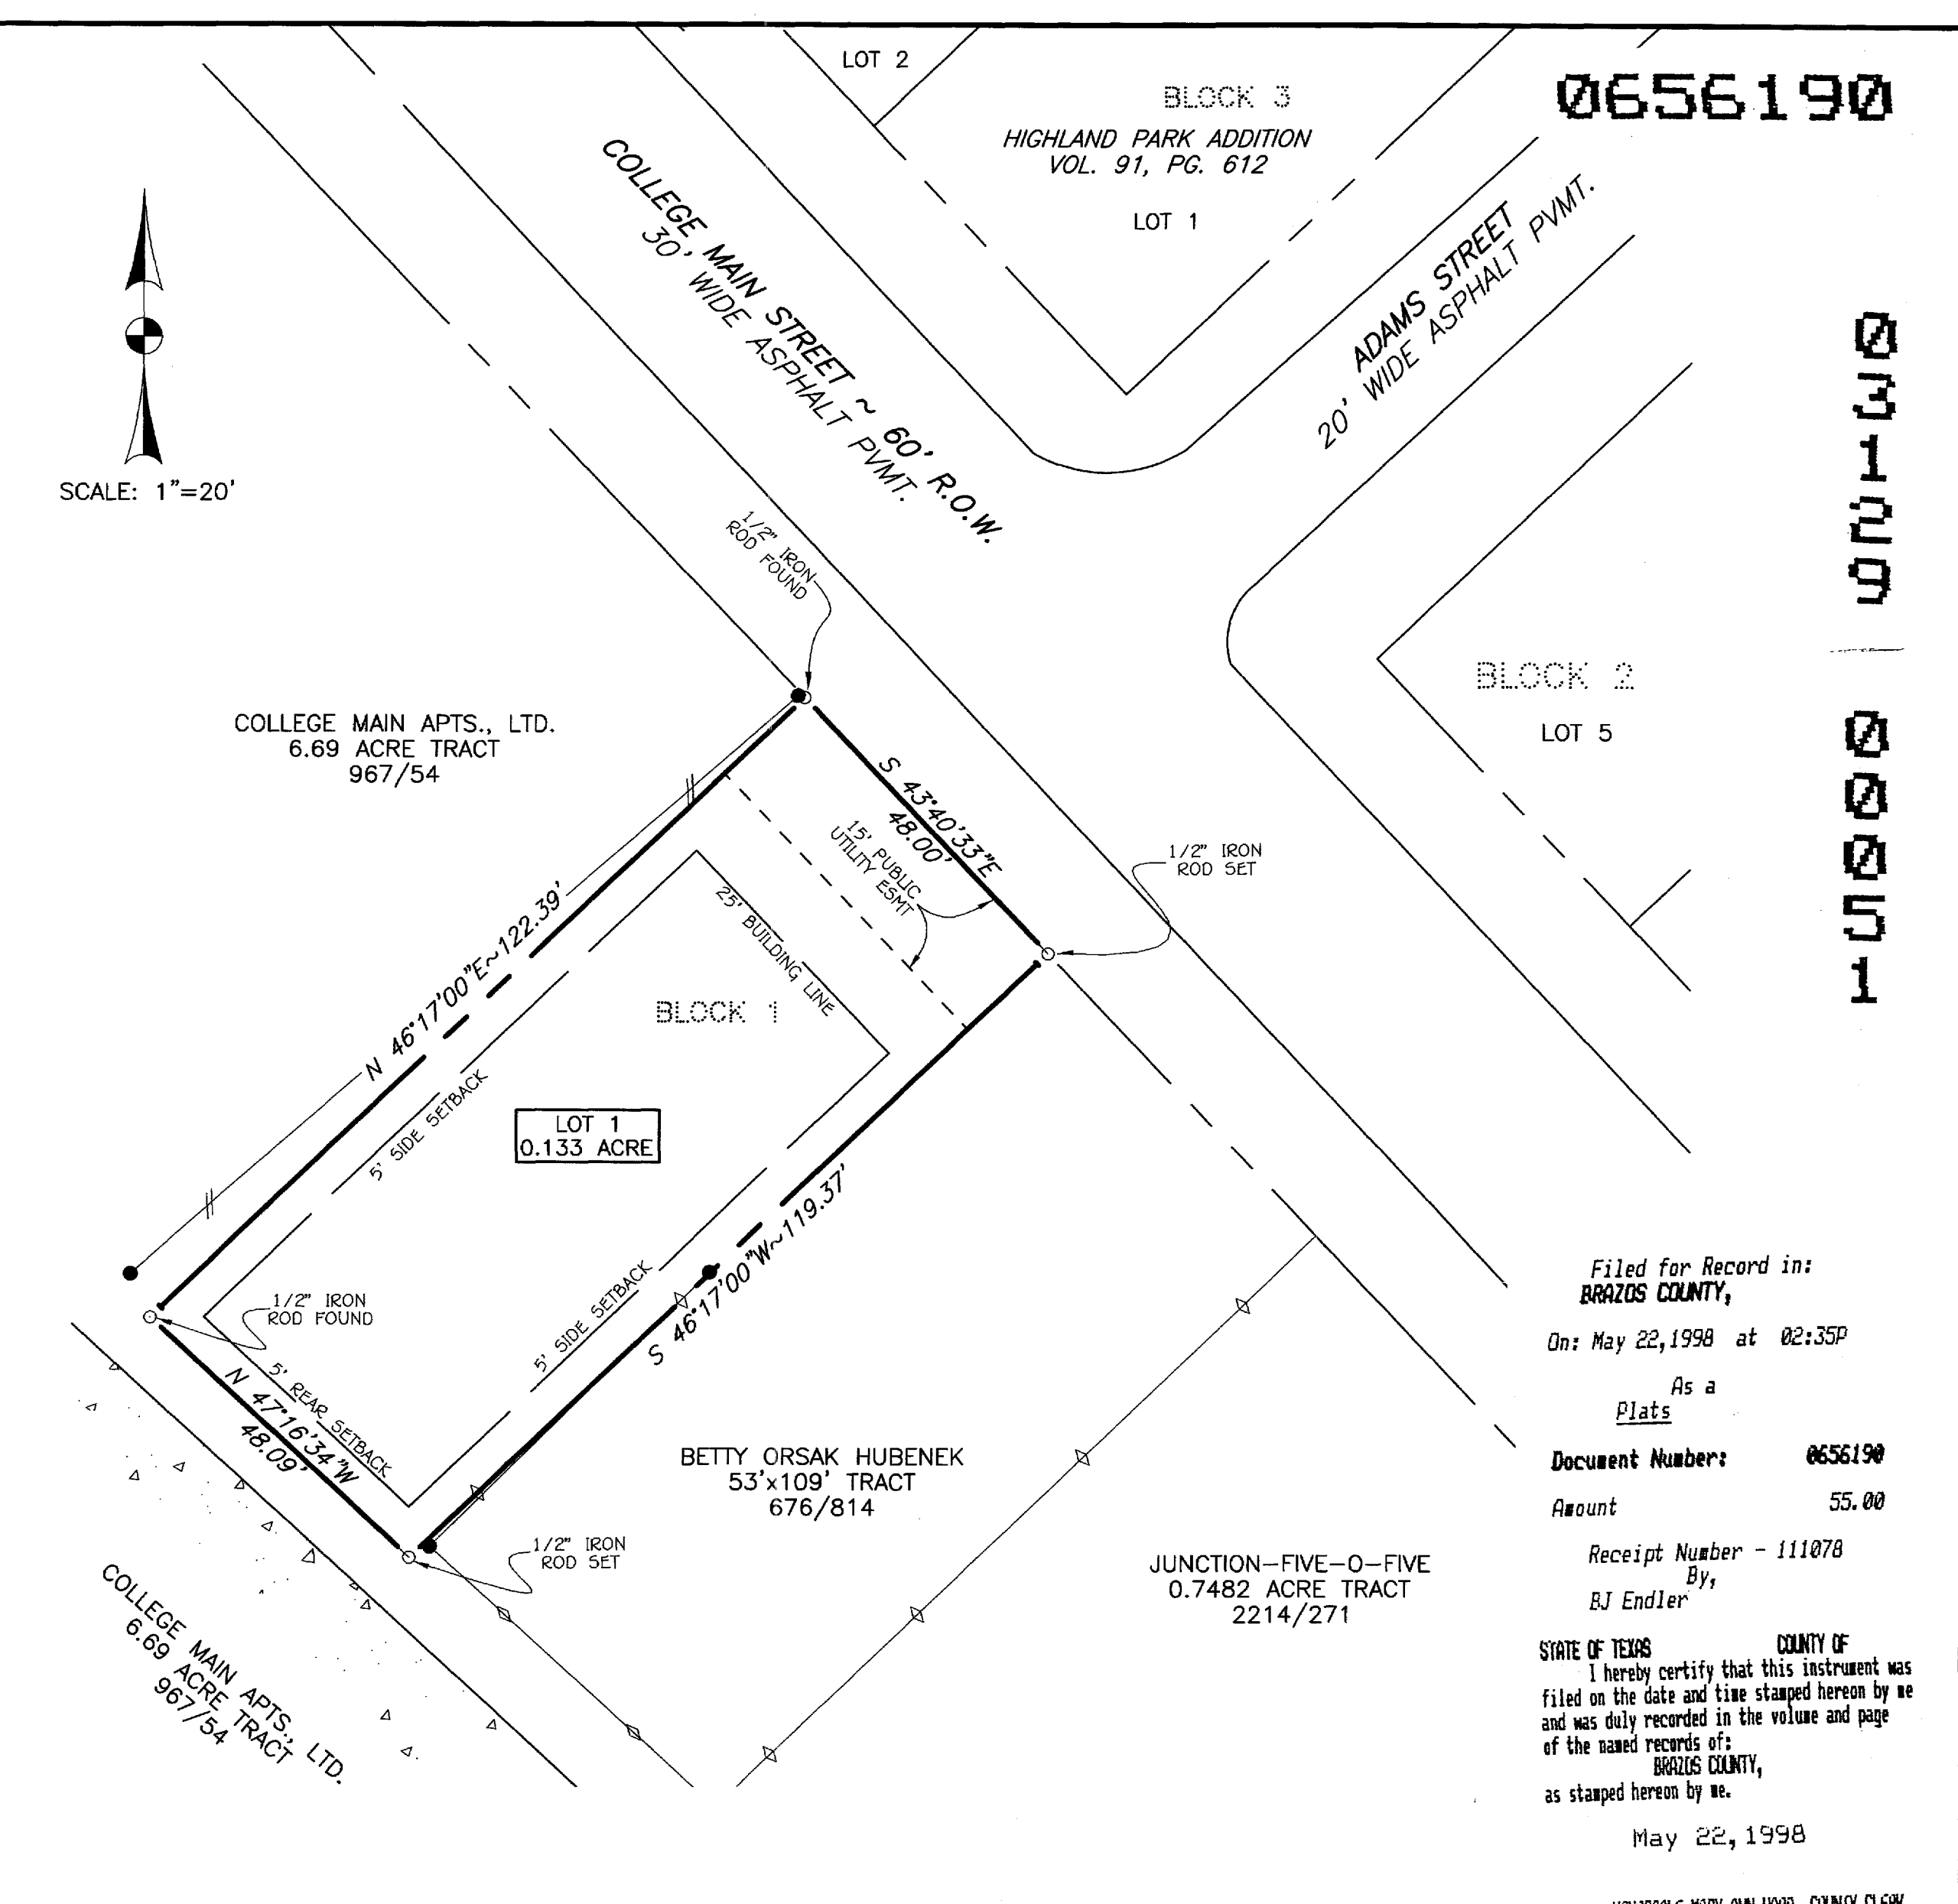 LOT 2
BLOCK 3
HIGHLAND PARK ADDITION
VOL. 91, PG. 612
LOT 1
0656190
COLLEGE MAIN STREET ~ 60' R.O.W.
30' WIDE ASPHALT PVMT.
ADAMS STREET
20' WIDE ASPHALT PVMT.
SCALE: 1"=20'
03129 00051
1/2" IRON
ROD FOUND
BLOCK 2
LOT 5
COLLEGE MAIN APTS., LTD.
6.69 ACRE TRACT
967/54
S 43°40'33"E
48.00'
15' PUBLIC
UTILITY ESMT
1/2" IRON
ROD SET
25' BUILDING LINE
N 46°17'00"E~122.39'
BLOCK 1
5' SIDE SETBACK
LOT 1
0.133 ACRE
S 46°17'00"W~119.37'
5' SIDE SETBACK
1/2" IRON
ROD FOUND
5' REAR SETBACK
N 47°16'34"W
48.09'
BETTY ORSAK HUBENEK
53'x109' TRACT
676/814
1/2" IRON
ROD SET
JUNCTION-FIVE-O-FIVE
0.7482 ACRE TRACT
2214/271
COLLEGE MAIN APTS., LTD.
6.69 ACRE TRACT
967/54
Filed for Record in:
BRAZOS COUNTY,
On: May 22,1998 at 02:35P
As a
Plats
Document Number: 0656190
Amount 55.00
Receipt Number - 111078
By,
BJ Endler
STATE OF TEXAS COUNTY OF
I hereby certify that this instrument was
filed on the date and time stamped hereon by me
and was duly recorded in the volume and page
of the named records of:
BRAZOS COUNTY,
as stamped hereon by me.
May 22,1998